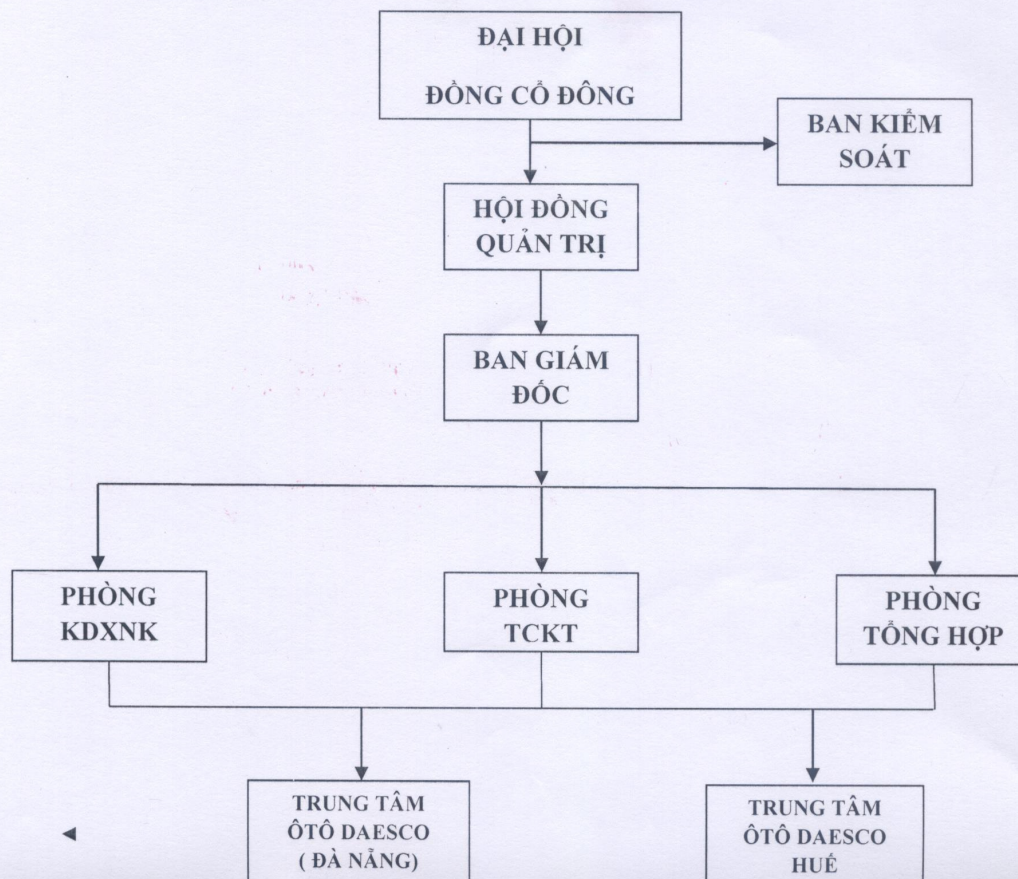 ĐẠI HỘI
ĐỒNG CỔ ĐÔNG
BAN KIỂM
SOÁT
HỘI ĐỒNG
QUẢN TRỊ
BAN GIÁM
ĐỐC
PHÒNG
KDXNK
PHÒNG
TCKT
PHÒNG
TỔNG HỢP
TRUNG TÂM
ÔTÔ DAESCO
( ĐÀ NẴNG)
TRUNG TÂM
ÔTÔ DAESCO
HUẾ